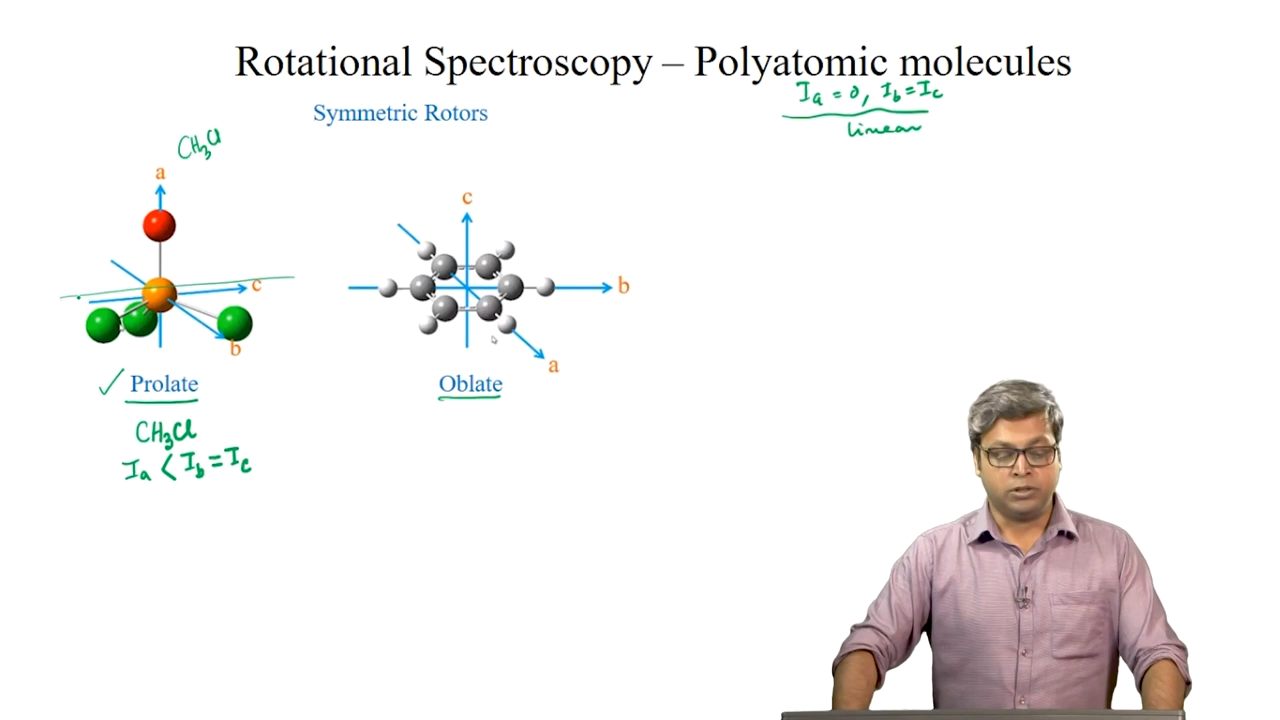 Rotational Spectroscopy – Polyatomic molecules
Iₐ = 0, I_b = I_c
linear
Symmetric Rotors
CH₃Cl
a
c
b
Prolate
CH₃Cl
Iₐ < I_b = I_c
c
b
a
Oblate